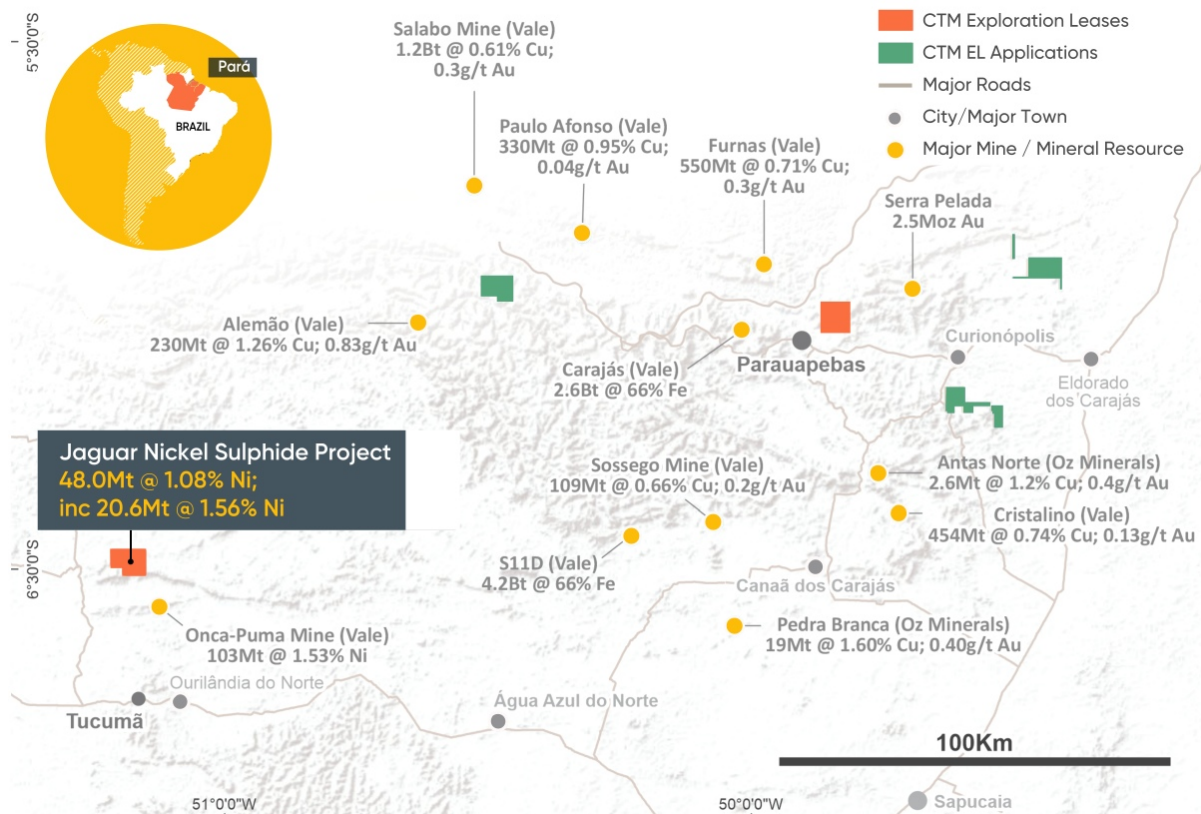 5°30'0"S
Pará
BRAZIL
Salabo Mine (Vale)
1.2Bt @ 0.61% Cu;
0.3g/t Au
Paulo Afonso (Vale)
330Mt @ 0.95% Cu;
0.04g/t Au
Furnas (Vale)
550Mt @ 0.71% Cu;
0.3g/t Au
CTM Exploration Leases
CTM EL Applications
Major Roads
City/Major Town
Major Mine / Mineral Resource
Serra Pelada
2.5Moz Au
Alemão (Vale)
230Mt @ 1.26% Cu; 0.83g/t Au
Carajás (Vale)
2.6Bt @ 66% Fe
Parauapebas
Curionópolis
Eldorado
dos Carajás
Jaguar Nickel Sulphide Project
48.0Mt @ 1.08% Ni;
inc 20.6Mt @ 1.56% Ni
Sossego Mine (Vale)
109Mt @ 0.66% Cu; 0.2g/t Au
Antas Norte (Oz Minerals)
2.6Mt @ 1.2% Cu; 0.4g/t Au
Cristalino (Vale)
454Mt @ 0.74% Cu; 0.13g/t Au
6°30'0"S
S11D (Vale)
4.2Bt @ 66% Fe
Canaã dos Carajás
Onca-Puma Mine (Vale)
103Mt @ 1.53% Ni
Pedra Branca (Oz Minerals)
19Mt @ 1.60% Cu; 0.40g/t Au
Ourilândia do Norte
Tucumã
Água Azul do Norte
100Km
51°0'0"W
50°0'0"W
Sapucaia